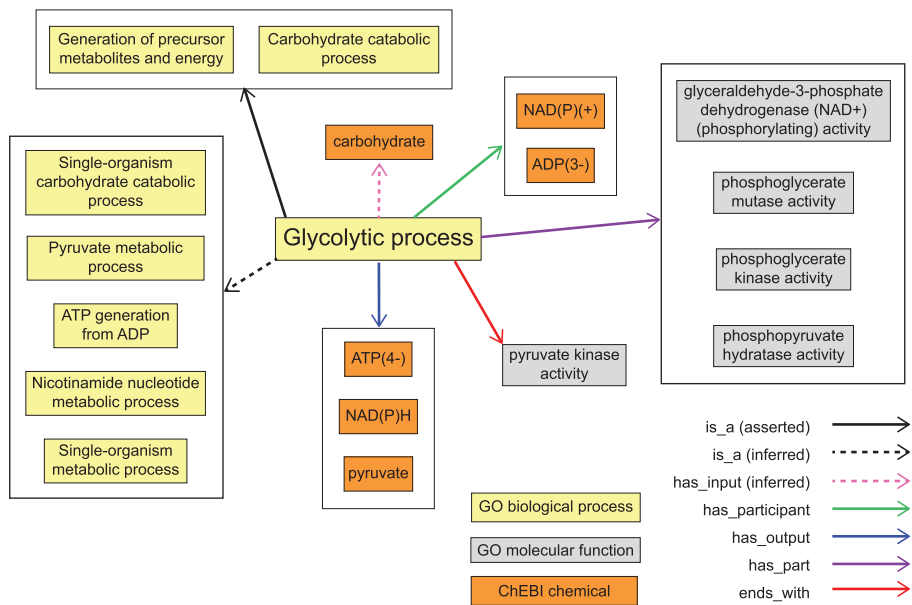 Generation of precursor
metabolites and energy
Carbohydrate catabolic
process
Single-organism
carbohydrate catabolic
process
Pyruvate metabolic
process
ATP generation
from ADP
Nicotinamide nucleotide
metabolic process
Single-organism
metabolic process
carbohydrate
NAD(P)(+)
ADP(3-)
Glycolytic process
glyceraldehyde-3-phosphate
dehydrogenase (NAD+)
(phosphorylating) activity
phosphoglycerate
mutase activity
phosphoglycerate
kinase activity
phosphopyruvate
hydratase activity
ATP(4-)
NAD(P)H
pyruvate
pyruvate kinase
activity
GO biological process
GO molecular function
ChEBI chemical
is_a (asserted)
is_a (inferred)
has_input (inferred)
has_participant
has_output
has_part
ends_with